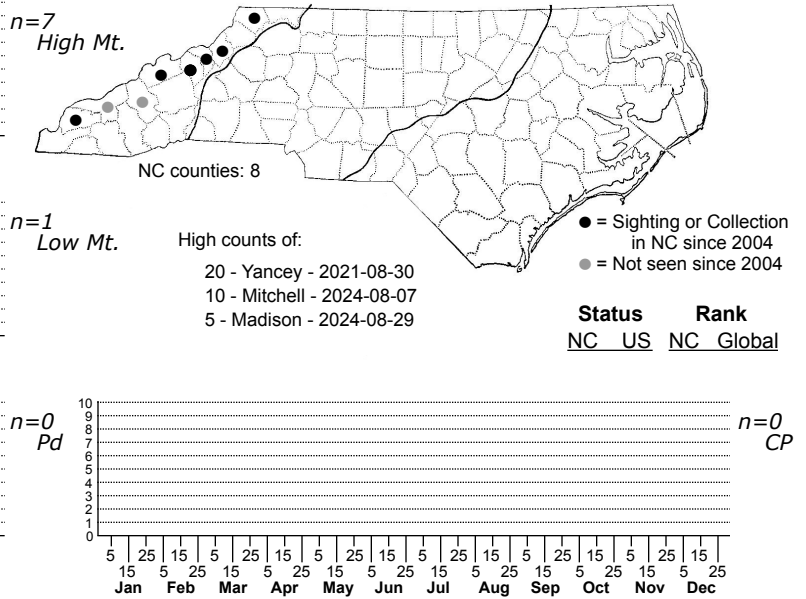 n=7
High Mt.
NC counties: 8
n=1
Low Mt.
High counts of:
20 - Yancey - 2021-08-30
10 - Mitchell - 2024-08-07
5 - Madison - 2024-08-29
● = Sighting or Collection
in NC since 2004
● = Not seen since 2004
Status Rank
NC US NC Global
n=0
Pd
10
9
8
7
6
5
4
3
2
1
0
n=0
CP
5 25 15 5 25 15 5 25 15 5 25 15 5 25 15 5 25 15
15 5 25 15 5 25 15 5 25 15 5 25 15 5 25 15 5 25
Jan Feb Mar Apr May Jun Jul Aug Sep Oct Nov Dec